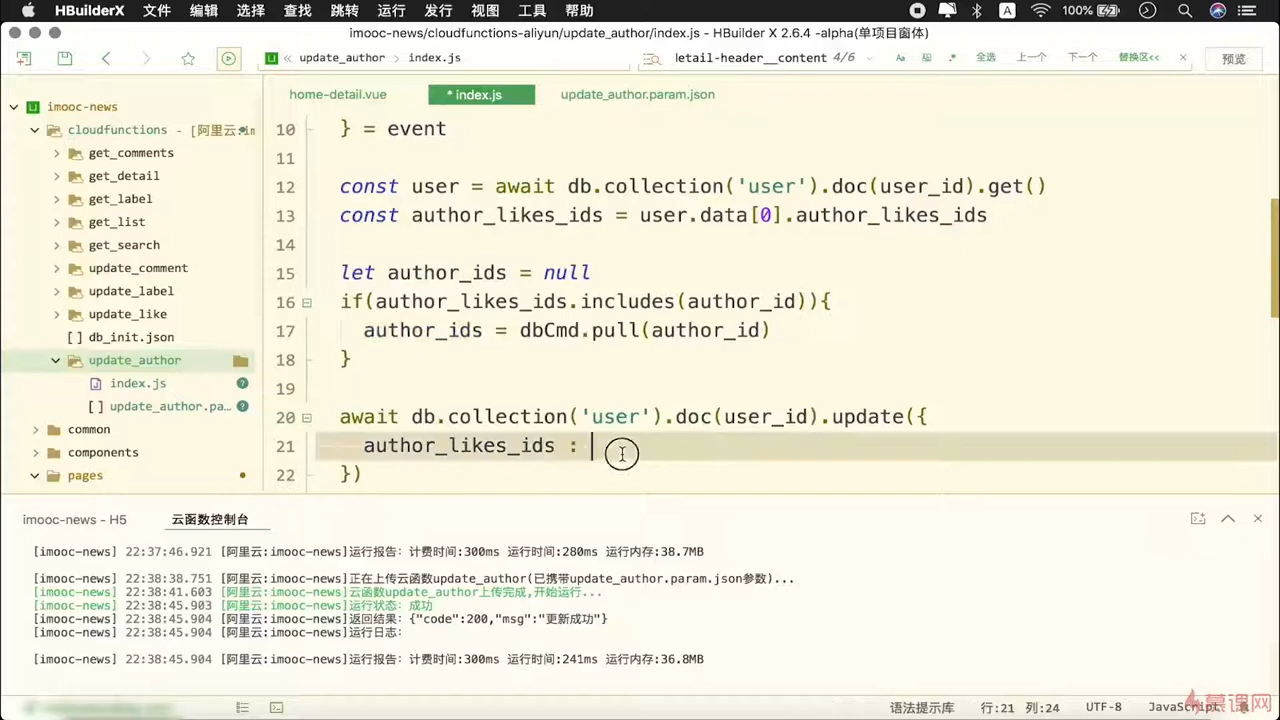 HBuilderX 文件 编辑 选择 查找 跳转 运行 发行 视图 工具 帮助 100%
imooc-news/cloudfunctions-aliyun/update_author/index.js - HBuilder X 2.6.4 -alpha(单项目窗体)
update_author index.js letail-header__content 4/6 Aa 全选 上一个 下一个 替换区<< 预览
home-detail.vue * index.js update_author.param.json
imooc-news
cloudfunctions - [阿里云:in
get_comments
get_detail
get_label
get_list
get_search
update_comment
update_label
update_like
db_init.json
update_author
index.js
update_author.pa...
common
components
pages
10 } = event
11
12 const user = await db.collection('user').doc(user_id).get()
13 const author_likes_ids = user.data[0].author_likes_ids
14
15 let author_ids = null
16 if(author_likes_ids.includes(author_id)){
17 author_ids = dbCmd.pull(author_id)
18 }
19
20 await db.collection('user').doc(user_id).update({
21 author_likes_ids :
22 })
imooc-news - H5 云函数控制台
[imooc-news] 22:37:46.921 [阿里云:imooc-news]运行报告: 计费时间:300ms 运行时间:280ms 运行内存:38.7MB
[imooc-news] 22:38:38.751 [阿里云:imooc-news]正在上传云函数update_author(已携带update_author.param.json参数)...
[imooc-news] 22:38:41.603 [阿里云:imooc-news]云函数update_author上传完成,开始运行...
[imooc-news] 22:38:45.903 [阿里云:imooc-news]运行状态: 成功
[imooc-news] 22:38:45.904 [阿里云:imooc-news]返回结果: {"code":200,"msg":"更新成功"}
[imooc-news] 22:38:45.904 [阿里云:imooc-news]运行日志:
[imooc-news] 22:38:45.904 [阿里云:imooc-news]运行报告: 计费时间:300ms 运行时间:241ms 运行内存:36.8MB
语法提示库 行:21 列:24 UTF-8 JavaScript
慕课网